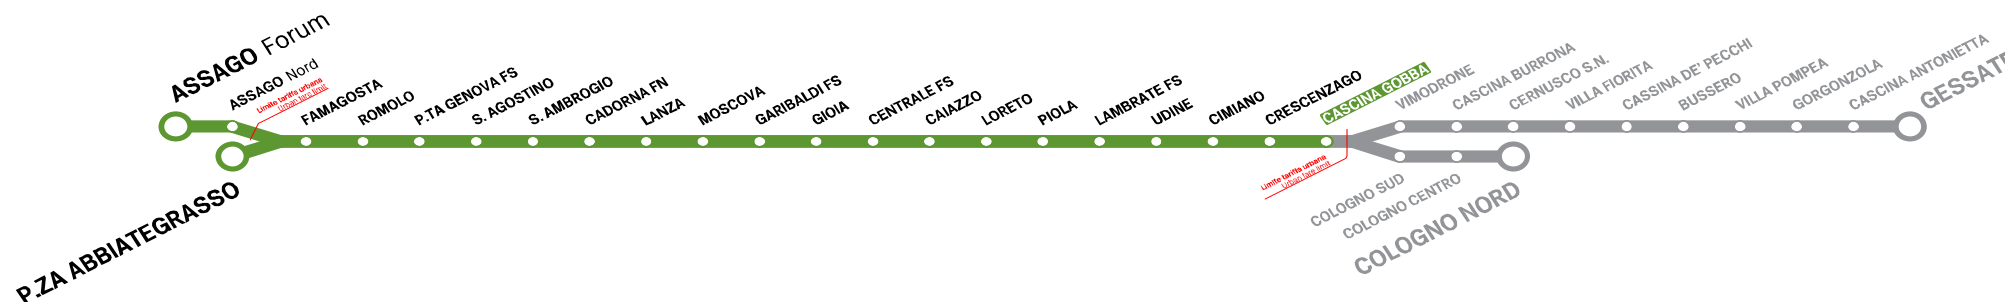 ASSAGO Forum
ASSAGO Nord
Limite tariffa urbana
Urban fare limit
P.ZA ABBIATEGRASSO
FAMAGOSTA
ROMOLO
P.TA GENOVA FS
S. AGOSTINO
S. AMBROGIO
CADORNA FN
LANZA
MOSCOVA
GARIBALDI FS
GIOIA
CENTRALE FS
CAIAZZO
LORETO
PIOLA
LAMBRATE FS
UDINE
CIMIANO
CRESCENZAGO
CASCINA GOBBA
Limite tariffa urbana
Urban fare limit
VIMODRONE
CASCINA BURRONA
CERNUSCO S.N.
VILLA FIORITA
CASSINA DE' PECCHI
BUSSERO
VILLA POMPEA
GORGONZOLA
CASCINA ANTONIETTA
GESSATE
COLOGNO SUD
COLOGNO CENTRO
COLOGNO NORD